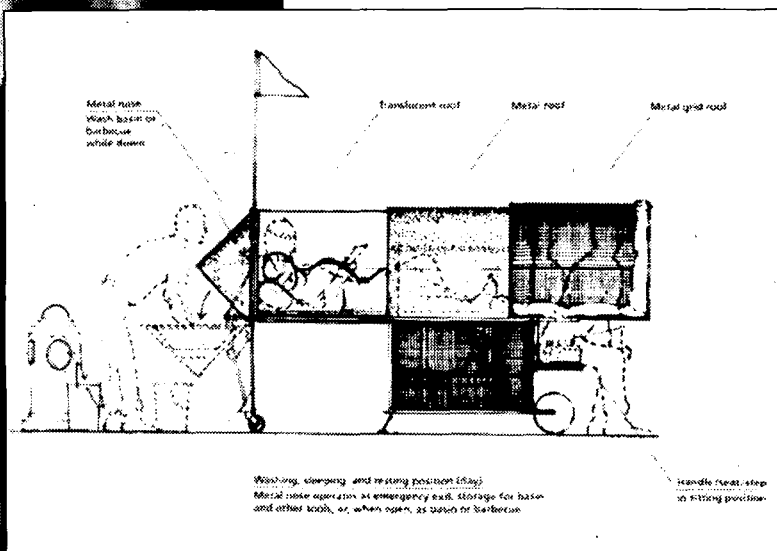 Metal nose
Wash basin or
barbecue
while down
Translucent roof
Metal roof
Metal grid roof
Washing, sleeping and resting position (day)
Metal nose operates as emergency exit, storage for basin
and other tools, or, when open, as basin or barbecue
Handle/seat/step
in sitting position